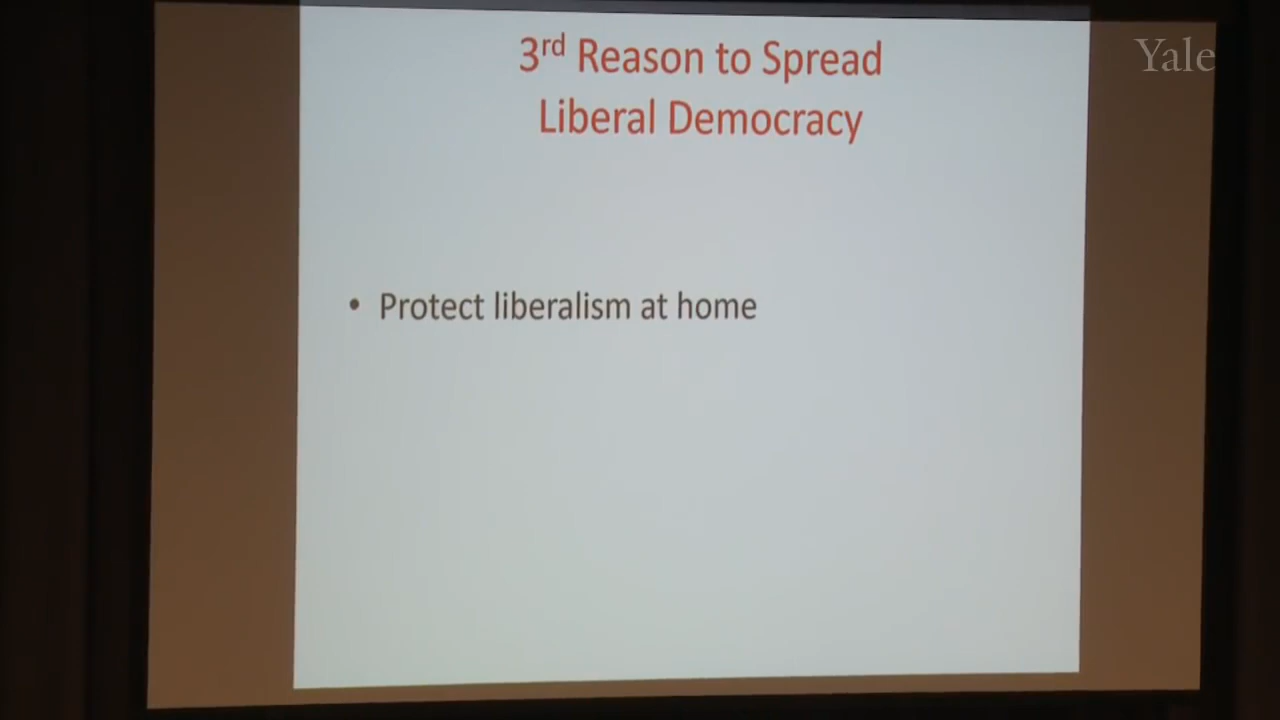 Yale
3rd Reason to Spread
Liberal Democracy
• Protect liberalism at home